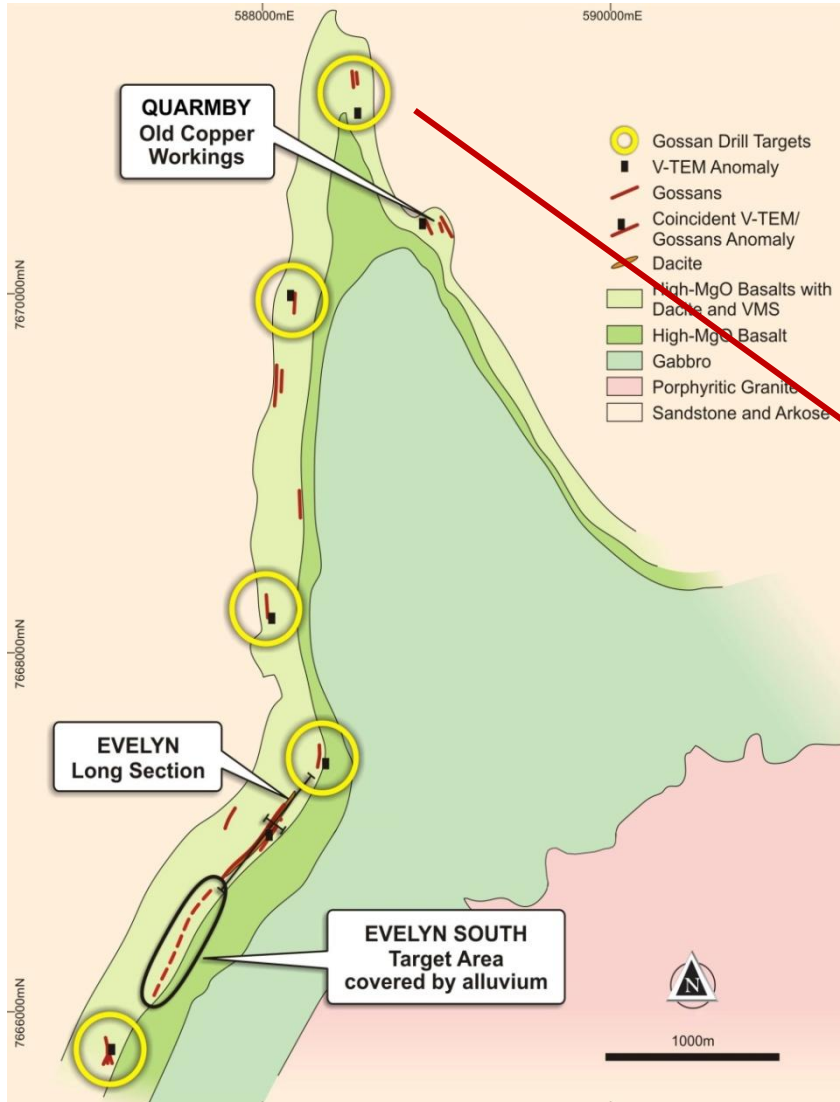 588000mE
590000mE
QUARMBY
Old Copper
Workings
Gossan Drill Targets
V-TEM Anomaly
Gossans
Coincident V-TEM/
Gossans Anomaly
Dacite
High-MgO Basalts with
Dacite and VMS
High-MgO Basalt
Gabbro
Porphyritic Granite
Sandstone and Arkose
7670000mN
7668000mN
EVELYN
Long Section
EVELYN SOUTH
Target Area
covered by alluvium
7666000mN
N
1000m